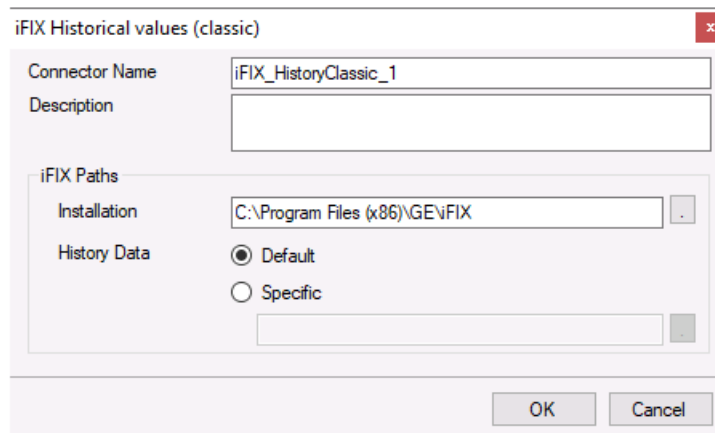 iFIX Historical values (classic)
x
Connector Name
iFIX_HistoryClassic_1
Description
iFIX Paths
Installation
C:\Program Files (x86)\GE\iFIX
.
History Data
Default
Specific
.
OK
Cancel